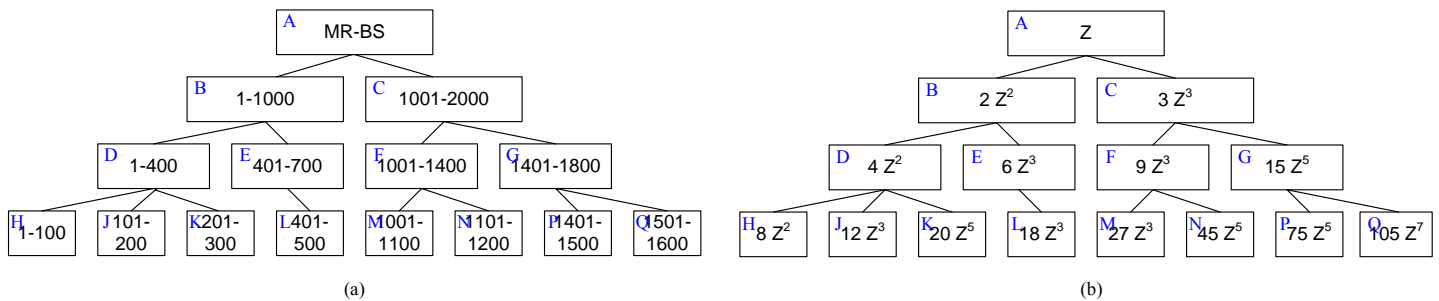 A
MR-BS
B
1-1000
C
1001-2000
D
1-400
E
401-700
F
1001-1400
G
1401-1800
H
1-100
J
101-
200
K
201-
300
L
401-
500
M
1001-
1100
N
1101-
1200
P
1401-
1500
Q
1501-
1600
(a)
A
Z
B
2 Z²
C
3 Z³
D
4 Z²
E
6 Z³
F
9 Z³
G
15 Z⁵
H
8 Z²
J
12 Z³
K
20 Z⁵
L
18 Z³
M
27 Z³
N
45 Z⁵
P
75 Z⁵
Q
105 Z⁷
(b)